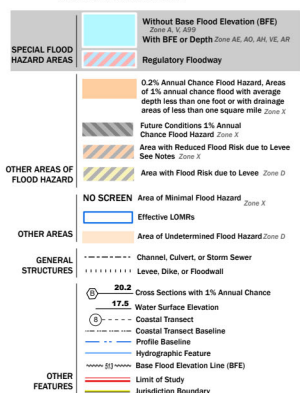 SPECIAL FLOOD
HAZARD AREAS
Without Base Flood Elevation (BFE)
Zone A, V, A99
With BFE or Depth Zone AE, AO, AH, VE, AR
Regulatory Floodway
OTHER AREAS OF
FLOOD HAZARD
0.2% Annual Chance Flood Hazard, Areas
of 1% annual chance flood with average
depth less than one foot or with drainage
areas of less than one square mile Zone X
Future Conditions 1% Annual
Chance Flood Hazard Zone X
Area with Reduced Flood Risk due to Levee
See Notes Zone X
Area with Flood Risk due to Levee Zone D
OTHER AREAS
NO SCREEN Area of Minimal Flood Hazard Zone X
Effective LOMRs
Area of Undetermined Flood Hazard Zone D
GENERAL
STRUCTURES
Channel, Culvert, or Storm Sewer
Levee, Dike, or Floodwall
OTHER
FEATURES
B 20.2 Cross Sections with 1% Annual Chance
17.5 Water Surface Elevation
8 Coastal Transect
Coastal Transect Baseline
Profile Baseline
Hydrographic Feature
513 Base Flood Elevation Line (BFE)
Limit of Study
Jurisdiction Boundary